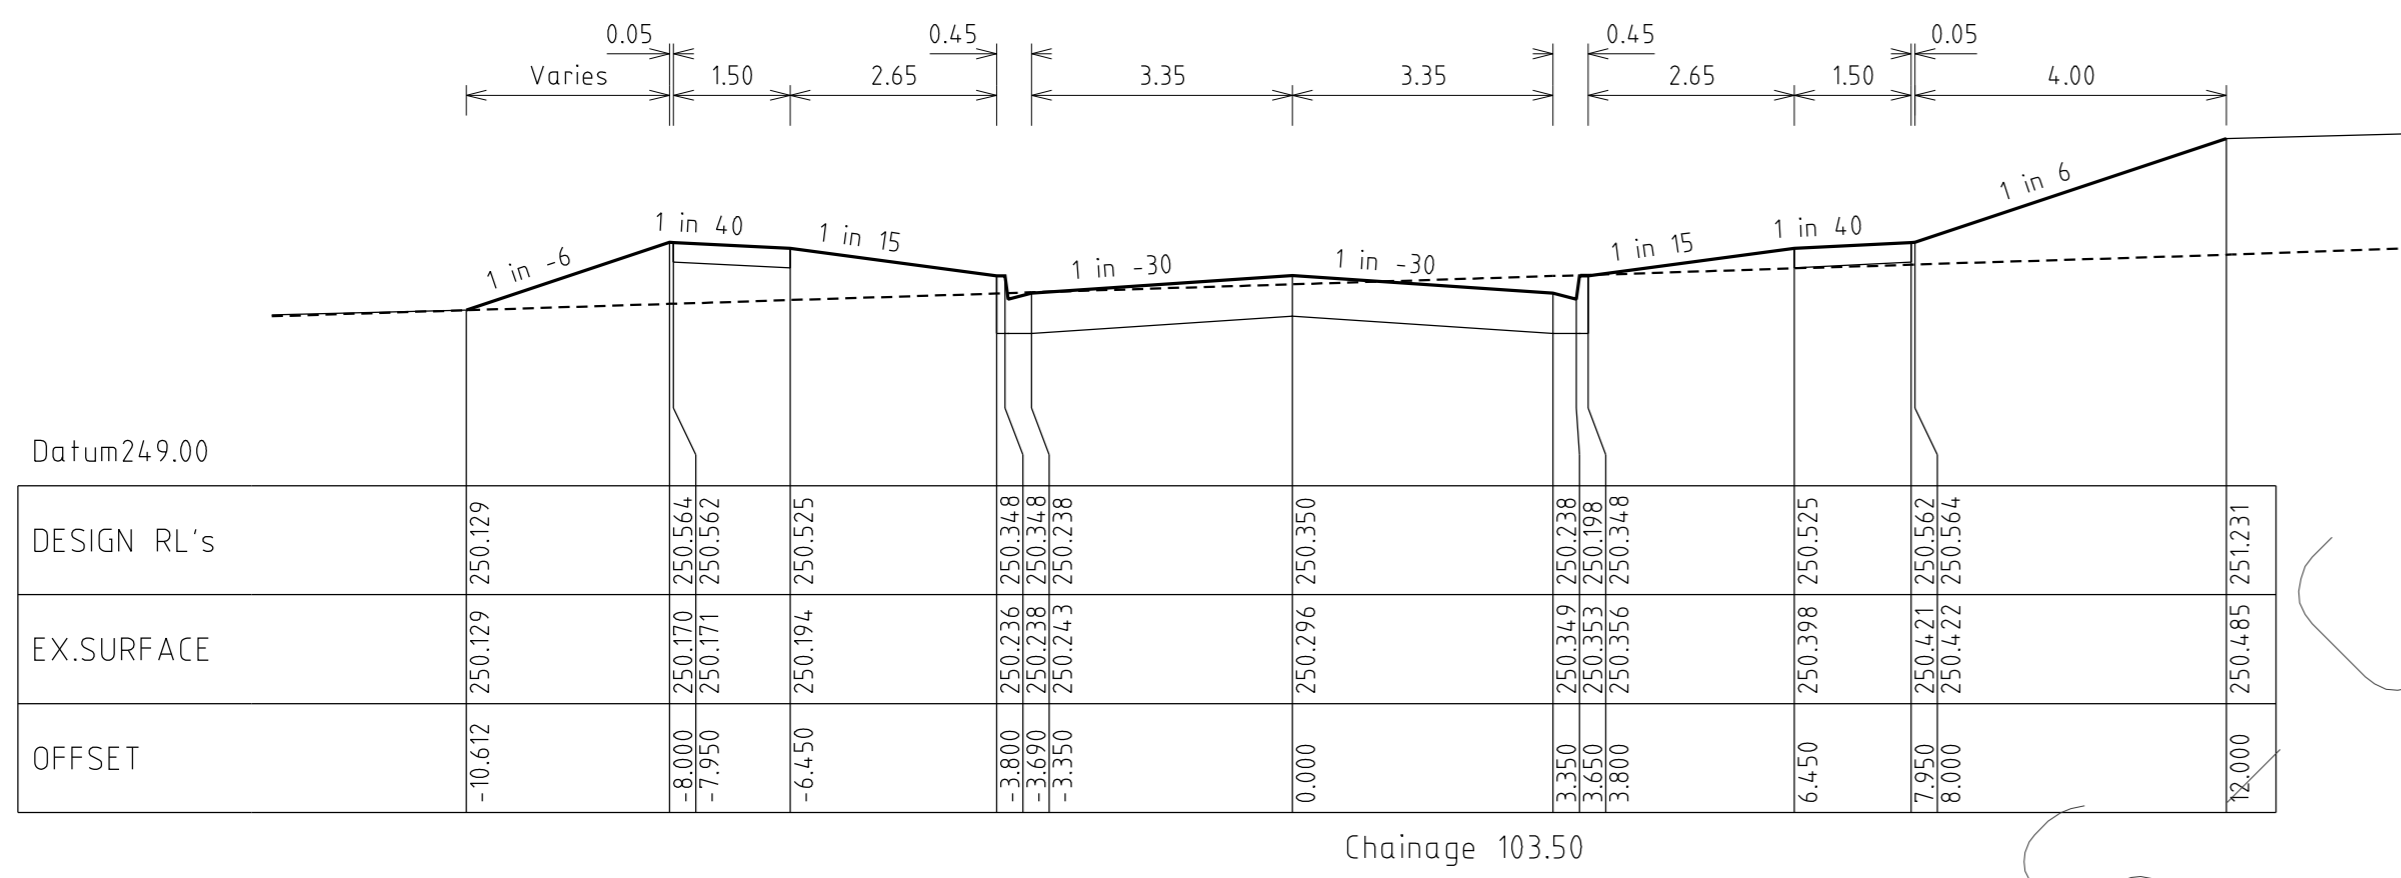 0.05 0.45 0.45 0.05
Varies 1.50 2.65 3.35 3.35 2.65 1.50 4.00
1 in -6 1 in 40 1 in 15 1 in -30 1 in -30 1 in 15 1 in 40 1 in 6
Datum249.00
DESIGN RL's 250.129 250.564 250.562 250.525 250.348 250.348 250.238 250.350 250.238 250.198 250.348 250.525 250.562 250.564 251.231
EX.SURFACE 250.129 250.170 250.171 250.194 250.236 250.238 250.243 250.296 250.349 250.353 250.356 250.398 250.421 250.422 250.485
OFFSET -10.612 -8.000 -7.950 -6.450 -3.800 -3.690 -3.350 0.000 3.350 3.650 3.800 6.450 7.950 8.000 12.000
Chainage 103.50